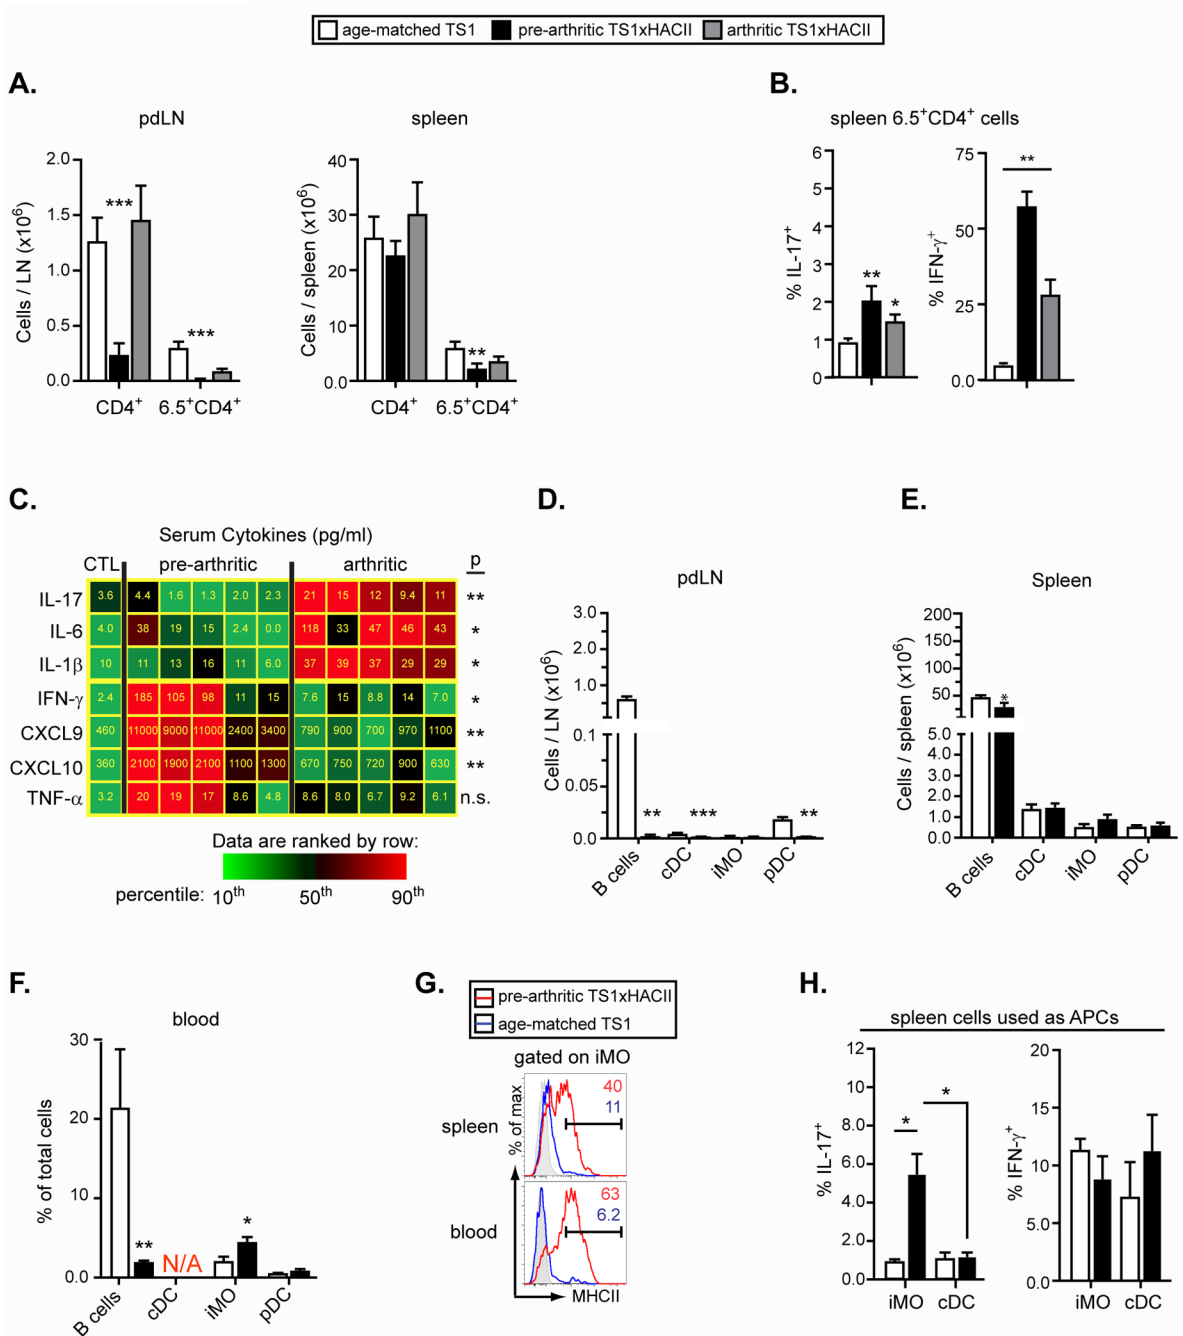 age-matched TS1 pre-arthritic TS1xHACII arthritic TS1xHACII
A.
pdLN
Cells / LN (x10⁶)
2.0
1.5
1.0
0.5
0.0
***
***
CD4⁺ 6.5⁺CD4⁺
spleen
Cells / spleen (x10⁶)
40
30
20
10
0.0
**
CD4⁺ 6.5⁺CD4⁺
B.
spleen 6.5⁺CD4⁺ cells
% IL-17⁺
6
5
4
3
2
1
0
**
*
% IFN-γ⁺
75
50
25
0.0
**
C.
Serum Cytokines (pg/ml)
CTL pre-arthritic arthritic p
IL-17 3.6 4.4 1.6 1.3 2.0 2.3 21 15 12 9.4 11 **
IL-6 4.0 38 19 15 2.4 0.0 118 33 47 46 43 *
IL-1β 10 11 13 16 11 6.0 37 39 37 29 29 *
IFN-γ 2.4 185 105 98 11 15 7.6 15 8.8 14 7.0 *
CXCL9 460 11000 9000 11000 2400 3400 790 900 700 970 1100 **
CXCL10 360 2100 1900 2100 1100 1300 670 750 720 900 630 **
TNF-α 3.2 20 19 17 8.6 4.8 8.6 8.0 6.7 9.2 6.1 n.s.
Data are ranked by row:
percentile: 10th 50th 90th
D.
pdLN
Cells / LN (x10⁶)
3.0
2.0
1.0
0.1
0.05
0.0
** *** **
B cells cDC iMO pDC
E.
Spleen
Cells / spleen (x10⁶)
200
150
100
50
5.0
4.0
3.0
2.0
1.0
0.0
*
B cells cDC iMO pDC
F.
blood
% of total cells
30
20
10
0.0
** N/A *
B cells cDC iMO pDC
G.
pre-arthritic TS1xHACII
age-matched TS1
gated on iMO
% of max
spleen
40
11
blood
63
6.2
MHCII
H.
spleen cells used as APCs
% IL-17⁺
12
10
8.0
6.0
4.0
2.0
0.0
*
*
iMO cDC
% IFN-γ⁺
20
15
10
5.0
0.0
iMO cDC